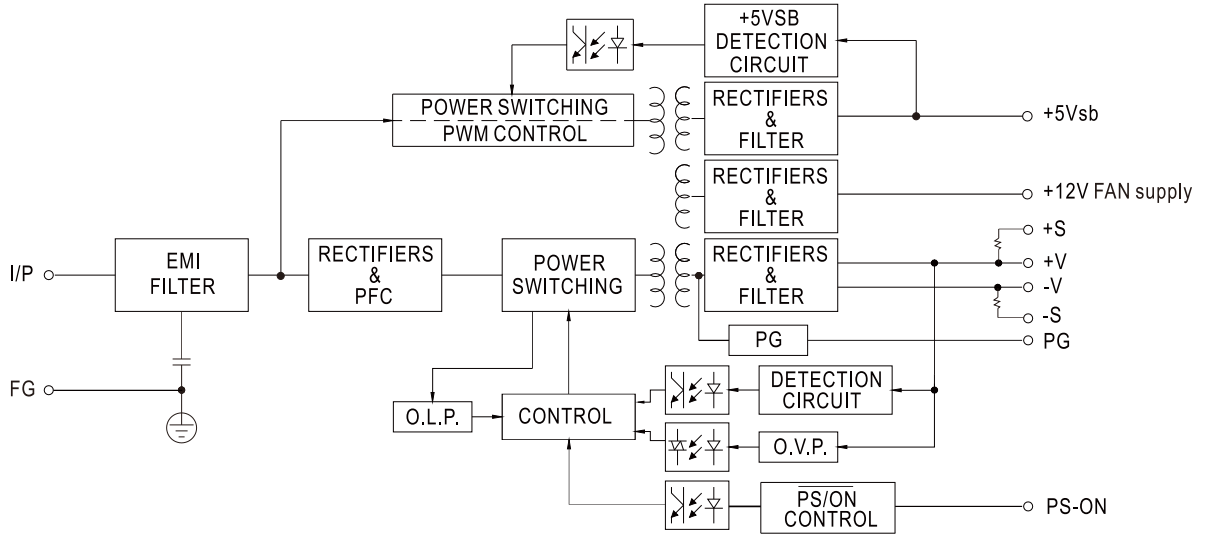 +5VSB
DETECTION
CIRCUIT
POWER SWITCHING
PWM CONTROL
RECTIFIERS
&
FILTER
+5Vsb
RECTIFIERS
&
FILTER
+12V FAN supply
I/P
EMI
FILTER
RECTIFIERS
&
PFC
POWER
SWITCHING
RECTIFIERS
&
FILTER
+S
+V
-V
-S
PG
PG
FG
O.L.P.
CONTROL
DETECTION
CIRCUIT
O.V.P.
PS/ON
CONTROL
PS-ON